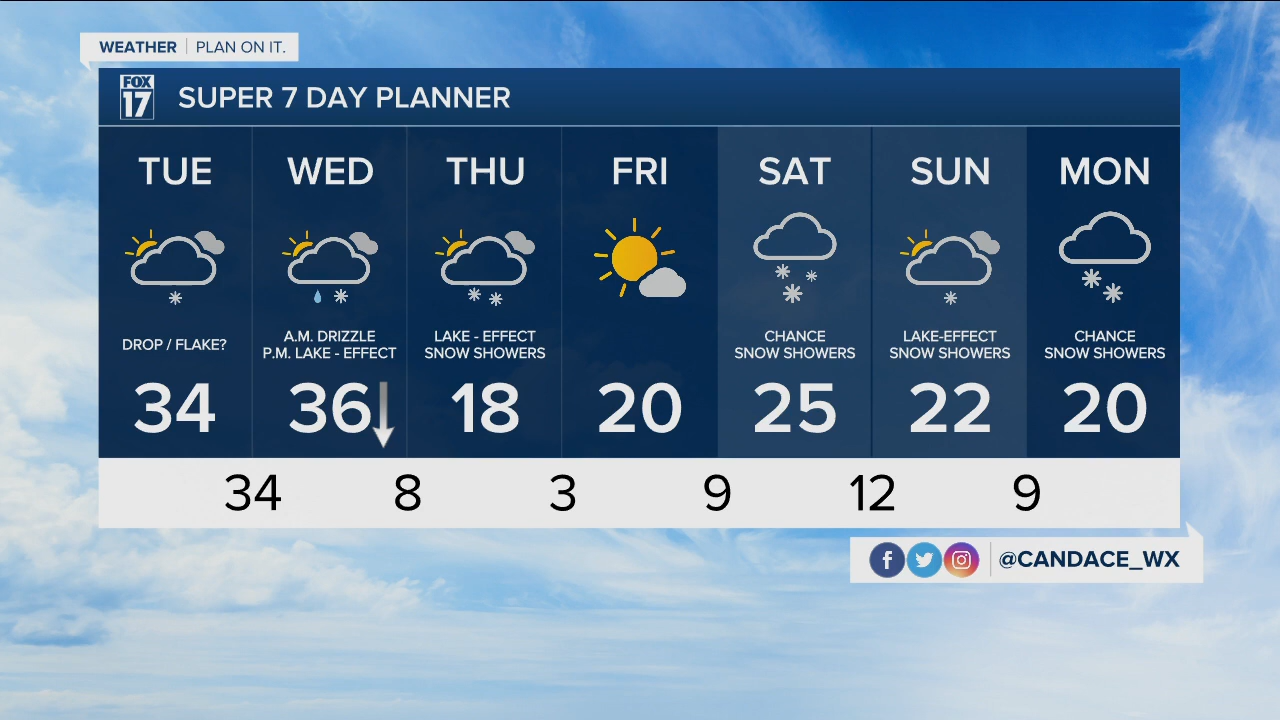 WEATHER | PLAN ON IT.
FOX
17
SUPER 7 DAY PLANNER
TUE
WED
THU
FRI
SAT
SUN
MON
DROP / FLAKE?
A.M. DRIZZLE
P.M. LAKE - EFFECT
LAKE - EFFECT
SNOW SHOWERS
CHANCE
SNOW SHOWERS
LAKE-EFFECT
SNOW SHOWERS
CHANCE
SNOW SHOWERS
34
36
18
20
25
22
20
34
8
3
9
12
9
@CANDACE_WX